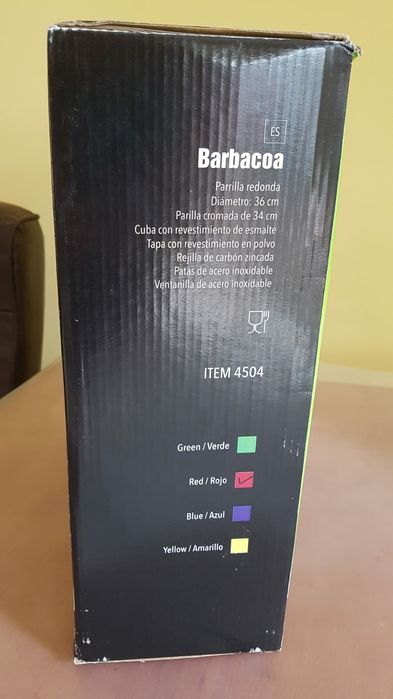 ES
Barbacoa
Parrilla redonda
Diámetro: 36 cm
Parilla cromada de 34 cm
Cuba con revestimiento de esmalte
Tapa con revestimiento en polvo
Rejilla de carbón zincada
Patas de acero inoxidable
Ventanilla de acero inoxidable
ITEM 4504
Green / Verde
Red / Rojo
Blue / Azul
Yellow / Amarillo